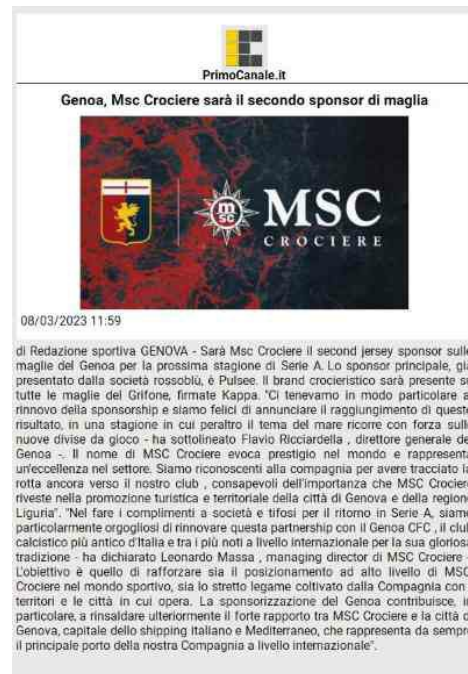 PrimoCanale.it
Genoa, Msc Crociere sarà il secondo sponsor di maglia
msc
MSC
CROCIERE
08/03/2023 11:59
di Redazione sportiva GENOVA - Sarà Msc Crociere il second jersey sponsor sulle
maglie del Genoa per la prossima stagione di Serie A. Lo sponsor principale, già
presentato dalla società rossoblù, è Pulsee. Il brand crocieristico sarà presente su
tutte le maglie del Grifone, firmate Kappa. "Ci tenevamo in modo particolare al
rinnovo della sponsorship e siamo felici di annunciare il raggiungimento di questo
risultato, in una stagione in cui peraltro il tema del mare ricorre con forza sulle
nuove divise da gioco - ha sottolineato Flavio Ricciardella , direttore generale del
Genoa -. Il nome di MSC Crociere evoca prestigio nel mondo e rappresenta
un'eccellenza nel settore. Siamo riconoscenti alla compagnia per avere tracciato la
rotta ancora verso il nostro club , consapevoli dell'importanza che MSC Crociere
riveste nella promozione turistica e territoriale della città di Genova e della regione
Liguria". "Nel fare i complimenti a società e tifosi per il ritorno in Serie A, siamo
particolarmente orgogliosi di rinnovare questa partnership con il Genoa CFC , il club
calcistico più antico d'Italia e tra i più noti a livello internazionale per la sua gloriosa
tradizione - ha dichiarato Leonardo Massa , managing director di MSC Crociere -.
L'obiettivo è quello di rafforzare sia il posizionamento ad alto livello di MSC
Crociere nel mondo sportivo, sia lo stretto legame coltivato dalla Compagnia con i
territori e le città in cui opera. La sponsorizzazione del Genoa contribuisce, in
particolare, a rinsaldare ulteriormente il forte rapporto tra MSC Crociere e la città di
Genova, capitale dello shipping italiano e Mediterraneo, che rappresenta da sempre
il principale porto della nostra Compagnia a livello internazionale".